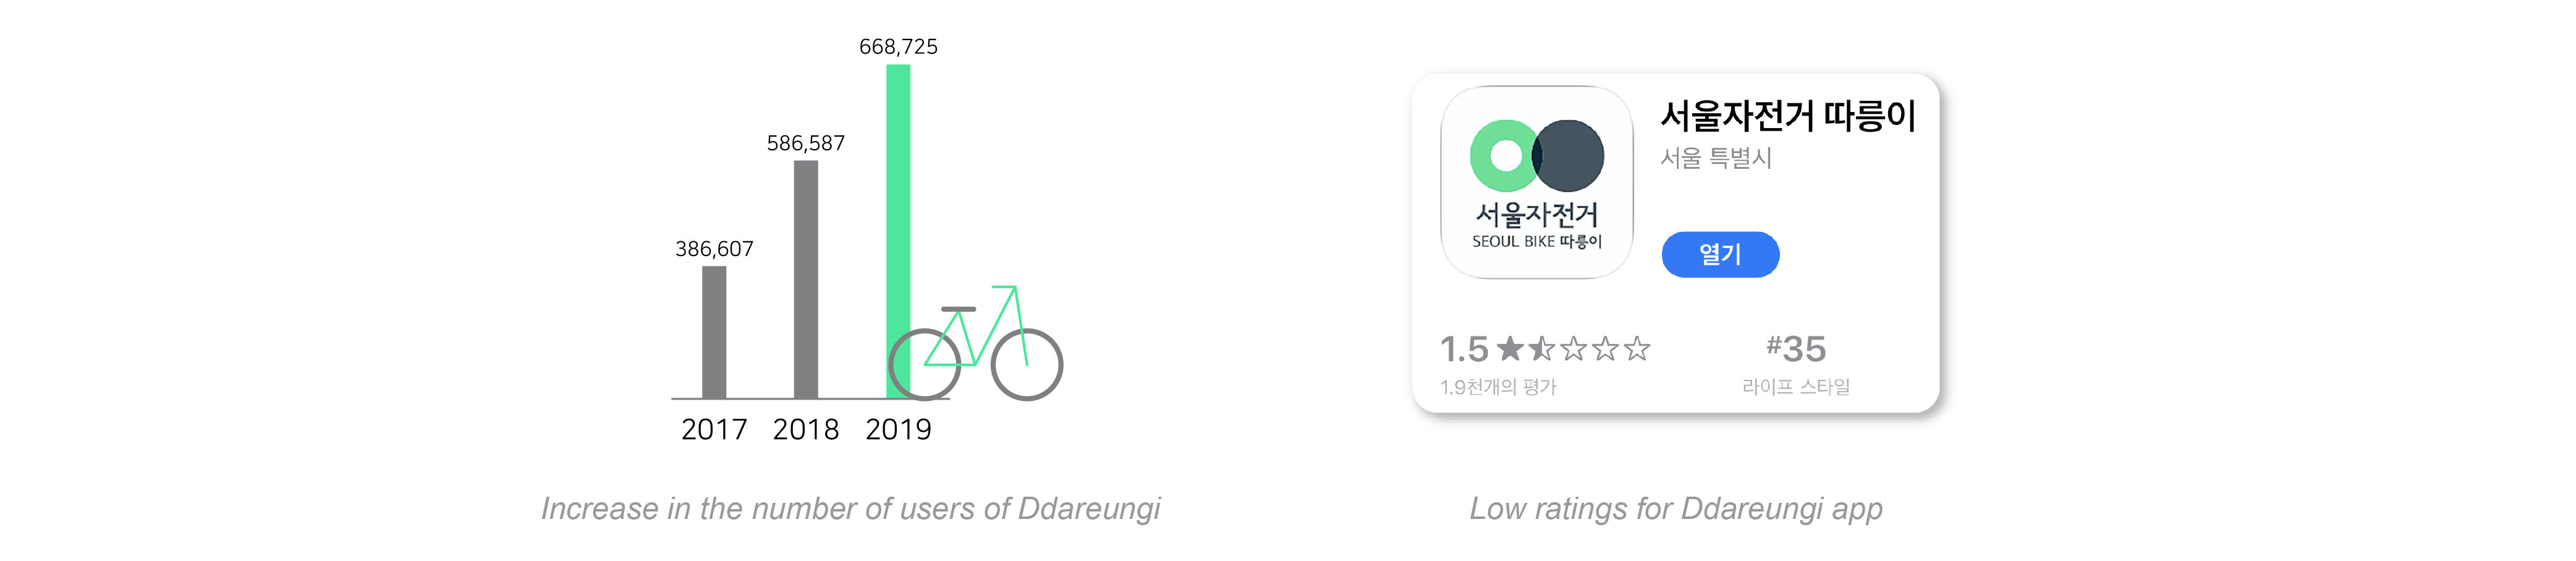 668,725
586,587
386,607
2017 2018 2019
Increase in the number of users of Ddareungi
서울자전거 따릉이
서울 특별시
서울자전거
SEOUL BIKE 따릉이
열기
1.5
1.9천개의 평가
#35
라이프 스타일
Low ratings for Ddareungi app